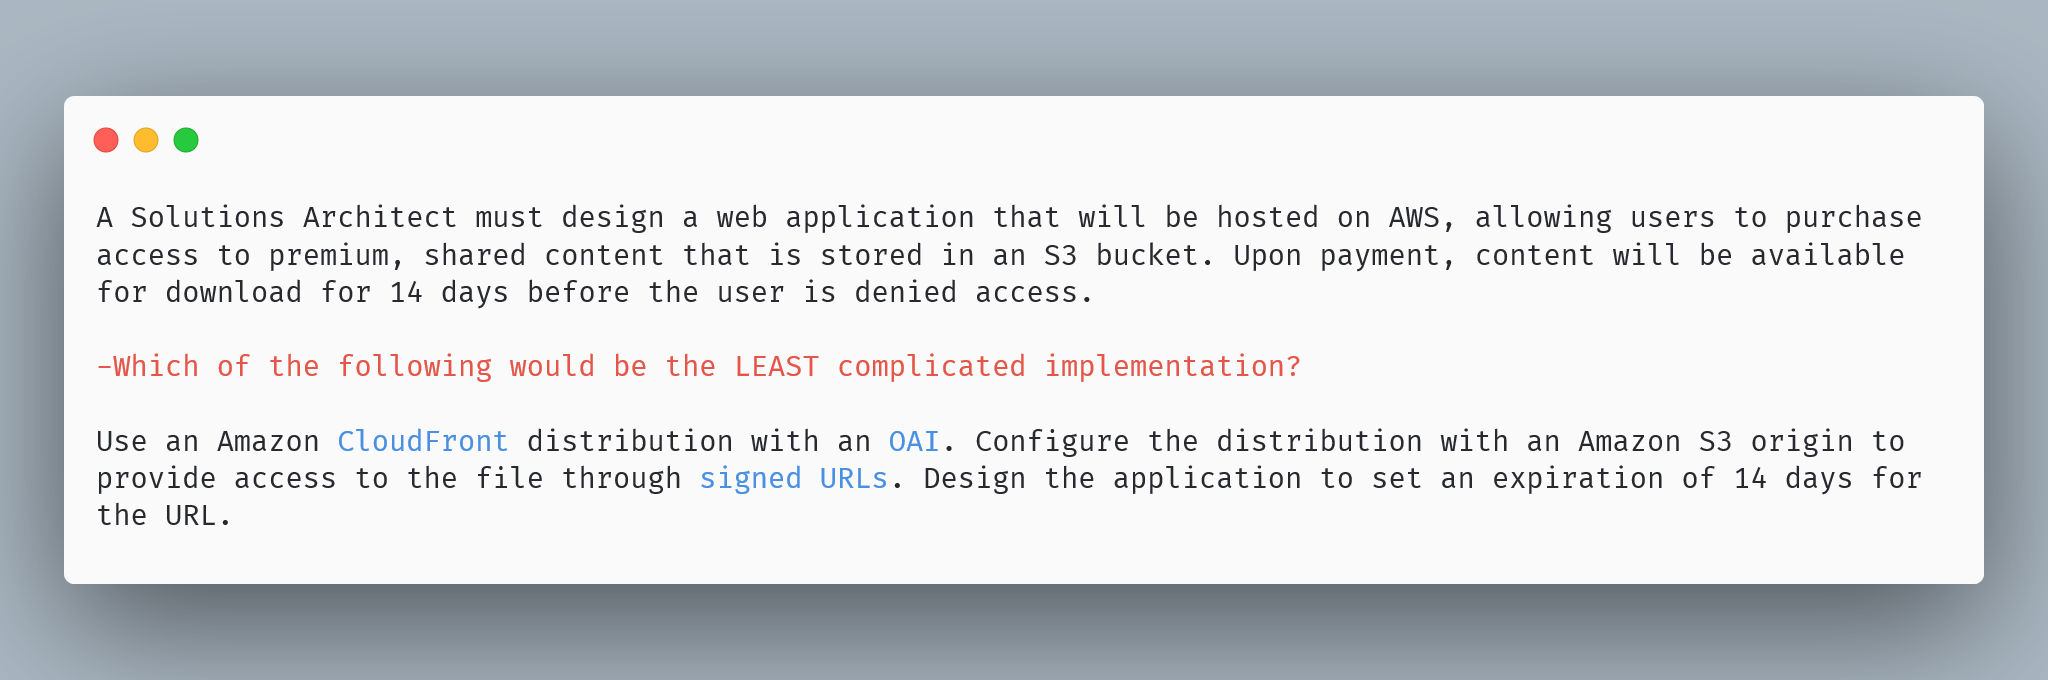 A Solutions Architect must design a web application that will be hosted on AWS, allowing users to purchase
access to premium, shared content that is stored in an S3 bucket. Upon payment, content will be available
for download for 14 days before the user is denied access.
-Which of the following would be the LEAST complicated implementation?
Use an Amazon CloudFront distribution with an OAI. Configure the distribution with an Amazon S3 origin to
provide access to the file through signed URLs. Design the application to set an expiration of 14 days for
the URL.